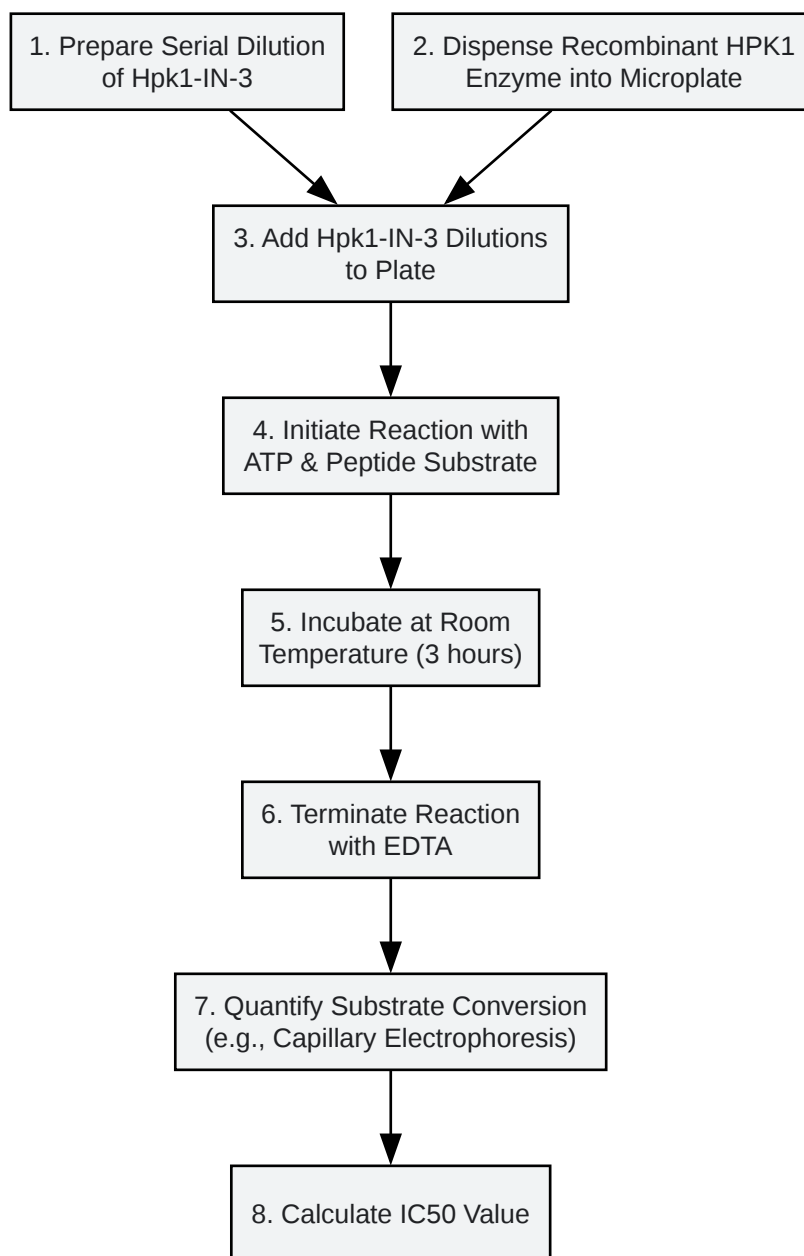 1. Prepare Serial Dilution
of Hpk1-IN-3
2. Dispense Recombinant HPK1
Enzyme into Microplate
3. Add Hpk1-IN-3 Dilutions
to Plate
4. Initiate Reaction with
ATP & Peptide Substrate
5. Incubate at Room
Temperature (3 hours)
6. Terminate Reaction
with EDTA
7. Quantify Substrate Conversion
(e.g., Capillary Electrophoresis)
8. Calculate IC50 Value